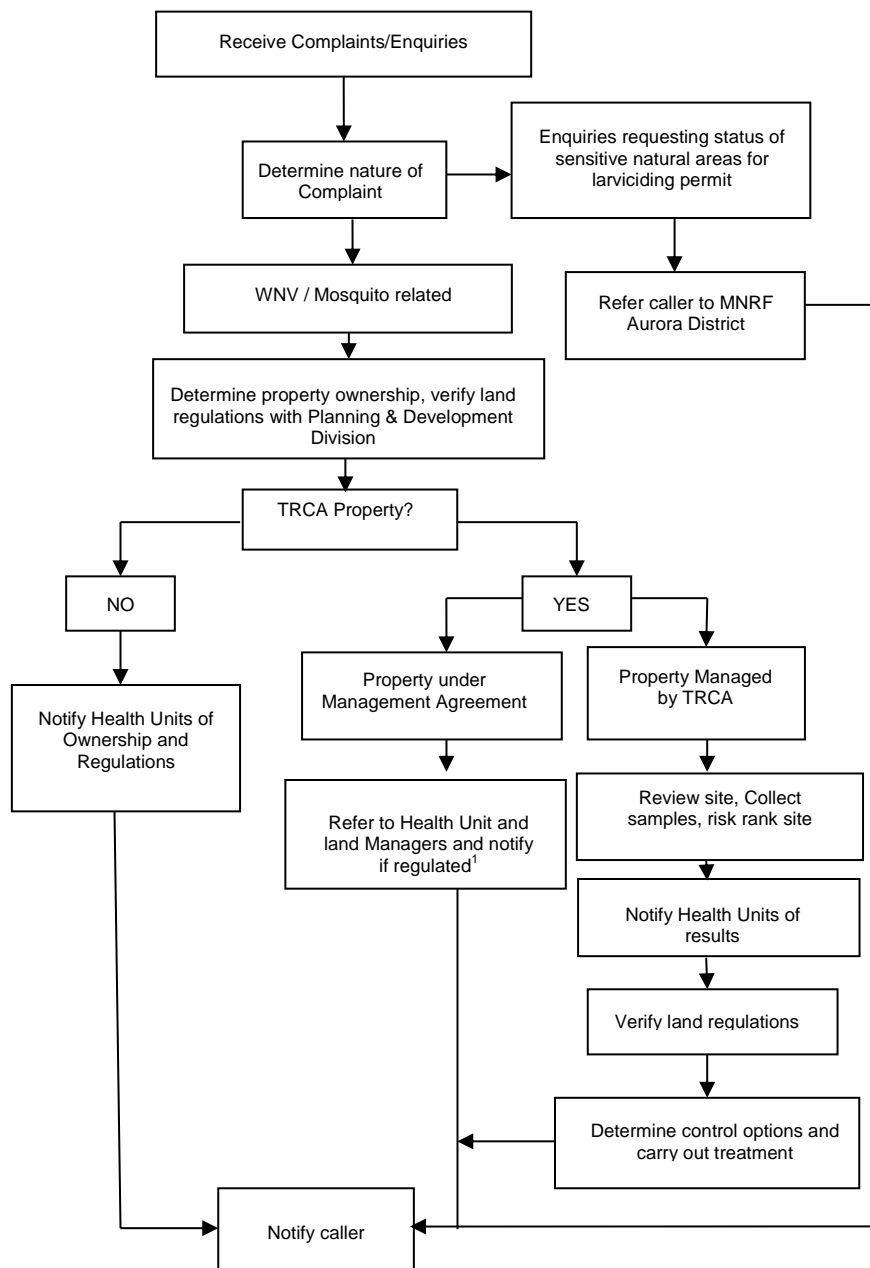 Receive Complaints/Enquiries
Enquiries requesting status of
sensitive natural areas for
larviciding permit
Determine nature of
Complaint
WNV / Mosquito related
Refer caller to MNRF
Aurora District
Determine property ownership, verify land
regulations with Planning & Development
Division
TRCA Property?
NO
YES
Property under
Management Agreement
Property Managed
by TRCA
Notify Health Units of
Ownership and
Regulations
Refer to Health Unit and
land Managers and notify
if regulated¹
Review site, Collect
samples, risk rank site
Notify Health Units of
results
Verify land regulations
Determine control options and
carry out treatment
Notify caller